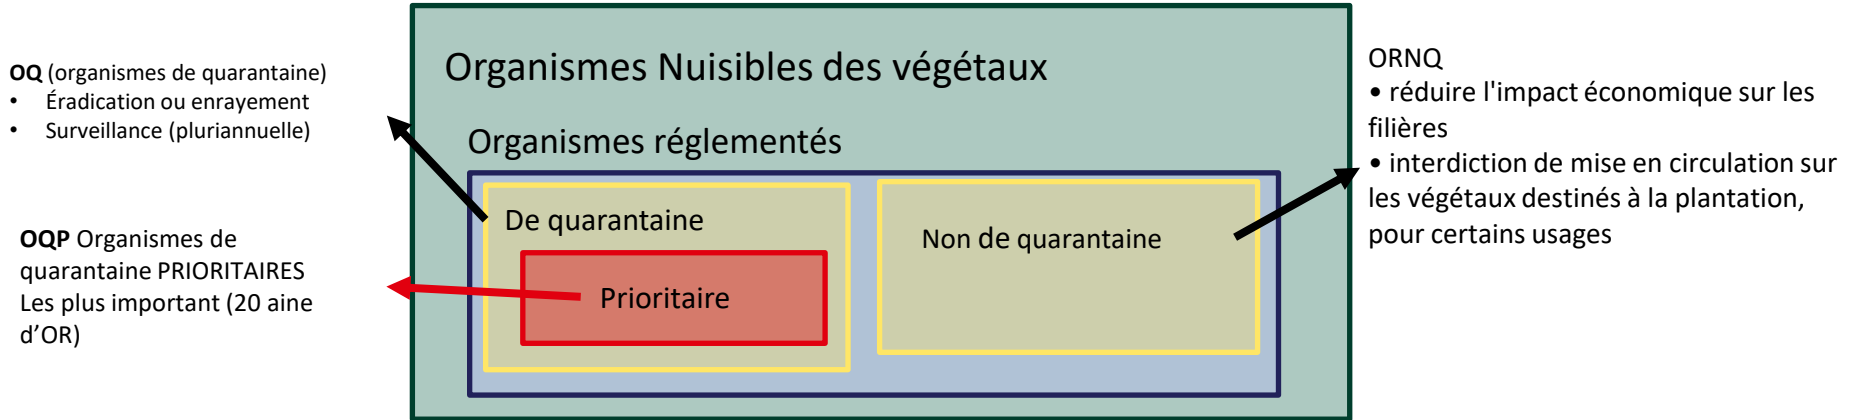 OQ (organismes de quarantaine)
• Éradication ou enrayement
• Surveillance (pluriannuelle)
OQP Organismes de
quarantaine PRIORITAIRES
Les plus important (20 aine
d’OR)
Organismes Nuisibles des végétaux
Organismes réglementés
De quarantaine
Prioritaire
Non de quarantaine
ORNQ
• réduire l'impact économique sur les
filières
• interdiction de mise en circulation sur
les végétaux destinés à la plantation,
pour certains usages